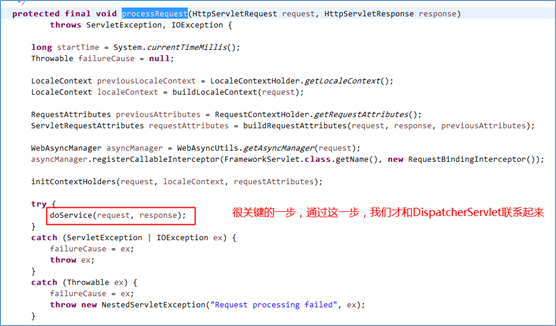 */
protected final void processRequest(HttpServletRequest request, HttpServletResponse response)
throws ServletException, IOException {
long startTime = System.currentTimeMillis();
Throwable failureCause = null;
LocaleContext previousLocaleContext = LocaleContextHolder.getLocaleContext();
LocaleContext localeContext = buildLocaleContext(request);
RequestAttributes previousAttributes = RequestContextHolder.getRequestAttributes();
ServletRequestAttributes requestAttributes = buildRequestAttributes(request, response, previousAttributes);
WebAsyncManager asyncManager = WebAsyncUtils.getAsyncManager(request);
asyncManager.registerCallableInterceptor(FrameworkServlet.class.getName(), new RequestBindingInterceptor());
initContextHolders(request, localeContext, requestAttributes);
try {
doService(request, response); 很关键的一步，通过这一步，我们才和DispatcherServlet联系起来
}
catch (ServletException | IOException ex) {
failureCause = ex;
throw ex;
}
catch (Throwable ex) {
failureCause = ex;
throw new NestedServletException("Request processing failed", ex);
}